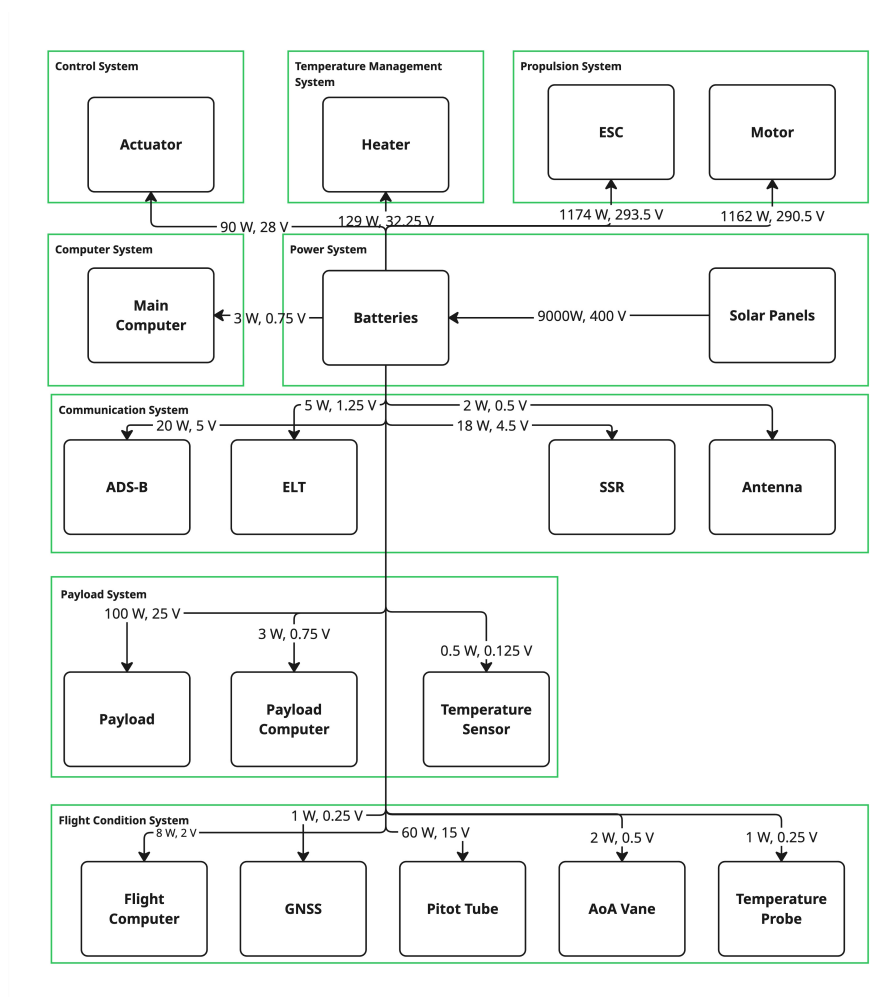 Control System
Temperature Management
System
Propulsion System
Actuator
Heater
ESC
Motor
90 W, 28 V
129 W, 32.25 V
1174 W, 293.5 V
1162 W, 290.5 V
Computer System
Power System
Main
Computer
3 W, 0.75 V
Batteries
9000W, 400 V
Solar Panels
Communication System
5 W, 1.25 V
2 W, 0.5 V
20 W, 5 V
18 W, 4.5 V
ADS-B
ELT
SSR
Antenna
Payload System
100 W, 25 V
3 W, 0.75 V
0.5 W, 0.125 V
Payload
Payload
Computer
Temperature
Sensor
Flight Condition System
1 W, 0.25 V
8 W, 2 V
60 W, 15 V
2 W, 0.5 V
1 W, 0.25 V
Flight
Computer
GNSS
Pitot Tube
AoA Vane
Temperature
Probe